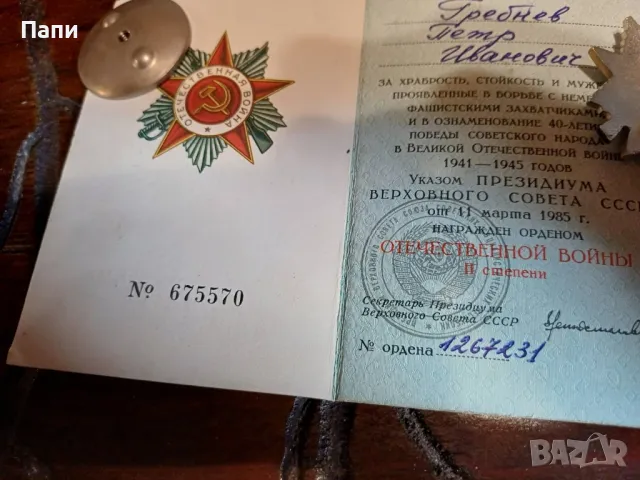 Папи
ОТЕЧЕСТВЕННАЯ ВОЙНА
№ 675570
Гребнев
Петр
Иванович
ЗА ХРАБРОСТЬ, СТОЙКОСТЬ И МУЖ
ПРОЯВЛЕННЫЕ В БОРЬБЕ С НЕМЕ
ФАШИСТСКИМИ ЗАХВАТЧИКАМИ
И В ОЗНАМЕНОВАНИЕ 40-ЛЕТИ
ПОБЕДЫ СОВЕТСКОГО НАРОДА
В ВЕЛИКОЙ ОТЕЧЕСТВЕННОЙ ВОЙН
1941—1945 ГОДОВ
Указом ПРЕЗИДИУМА
ВЕРХОВНОГО СОВЕТА СССР
от 11 марта 1985 г.
НАГРАЖДЕН ОРДЕНОМ
ОТЕЧЕСТВЕННОЙ ВОЙНЫ
II степени
Секретарь Президиума
Верховного Совета СССР
№ ордена 1267231
BAZAR